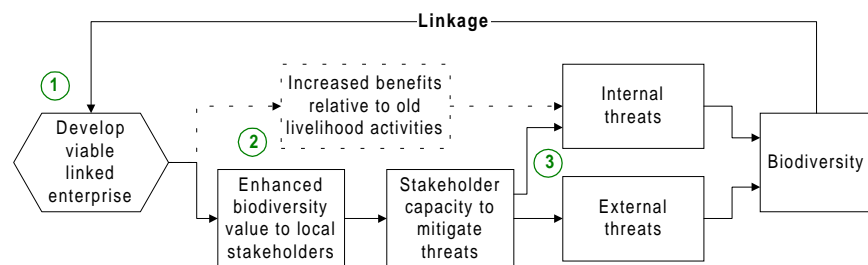 Linkage
1
Develop
viable
linked
enterprise
Increased benefits
relative to old
livelihood activities
2
Enhanced
biodiversity
value to local
stakeholders
Stakeholder
capacity to
mitigate
threats
3
Internal
threats
External
threats
Biodiversity